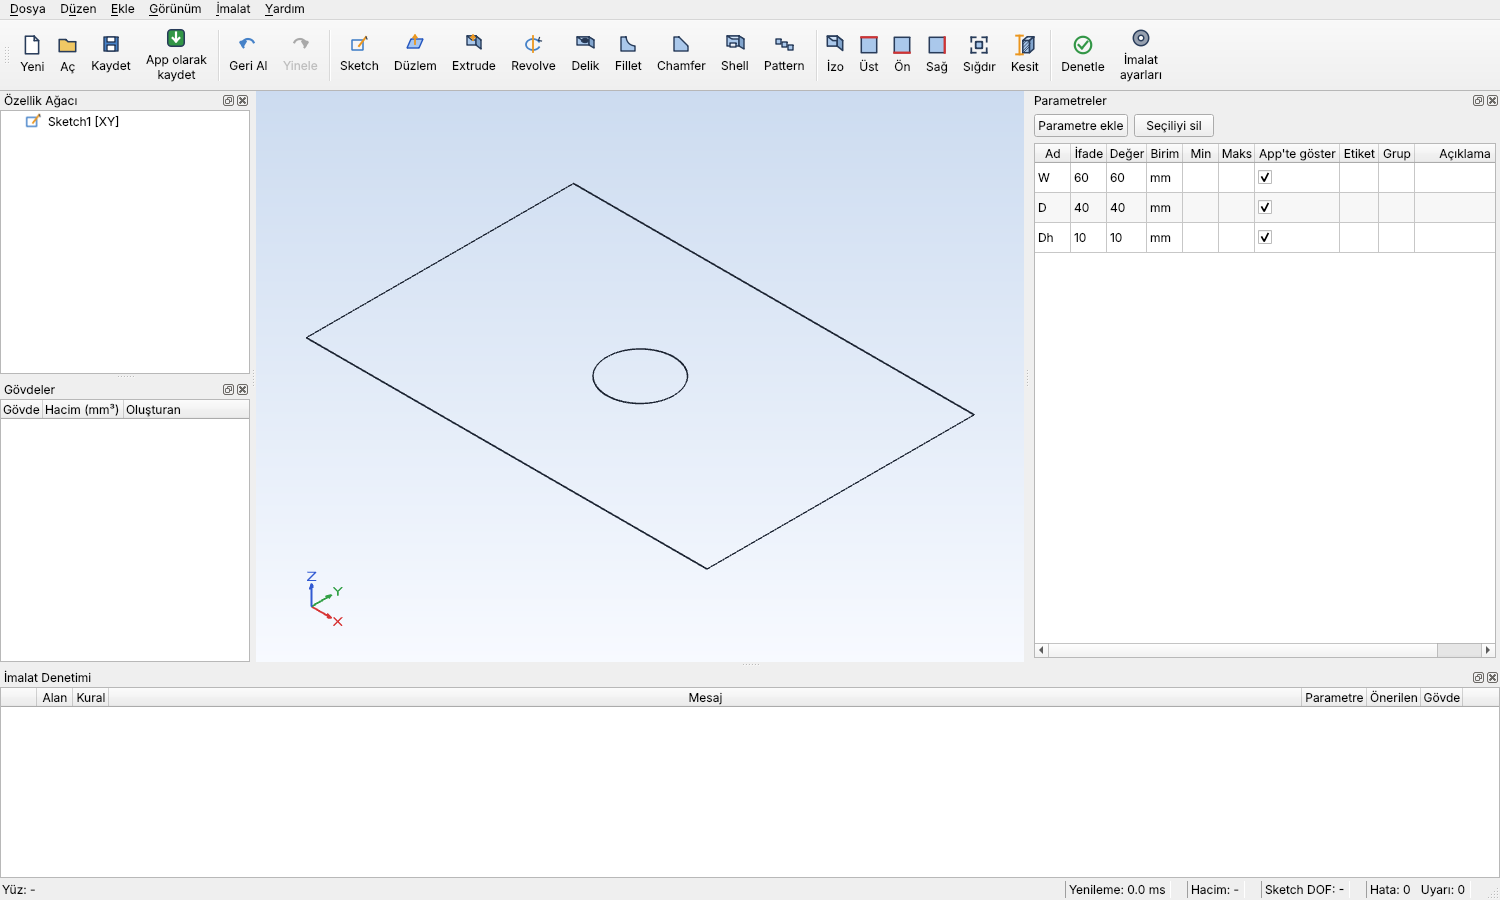 Dosya Düzen Ekle Görünüm İmalat Yardım
Yeni Aç Kaydet App olarak kaydet Geri Al Yinele Sketch Düzlem Extrude Revolve Delik Fillet Chamfer Shell Pattern İzo Üst Ön Sağ Sığdır Kesit Denetle İmalat ayarları
Özellik Ağacı
Sketch1 [XY]
Gövdeler
Gövde Hacim (mm³) Oluşturan
Z
Y
X
Parametreler
Parametre ekle Seçiliyi sil
Ad İfade Değer Birim Min Maks App'te göster Etiket Grup Açıklama
W 60 60 mm
D 40 40 mm
Dh 10 10 mm
İmalat Denetimi
Alan Kural Mesaj Parametre Önerilen Gövde
Yüz: - Yenileme: 0.0 ms Hacim: - Sketch DOF: - Hata: 0 Uyarı: 0